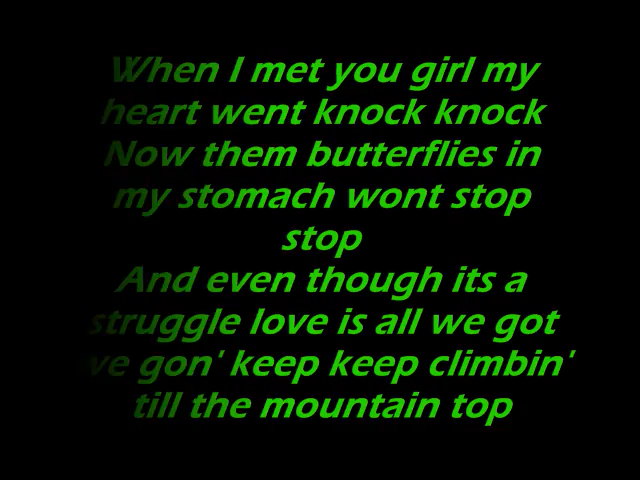 When I met you girl my
heart went knock knock
Now them butterflies in
my stomach wont stop
stop
And even though its a
struggle love is all we got
we gon' keep keep climbin'
till the mountain top